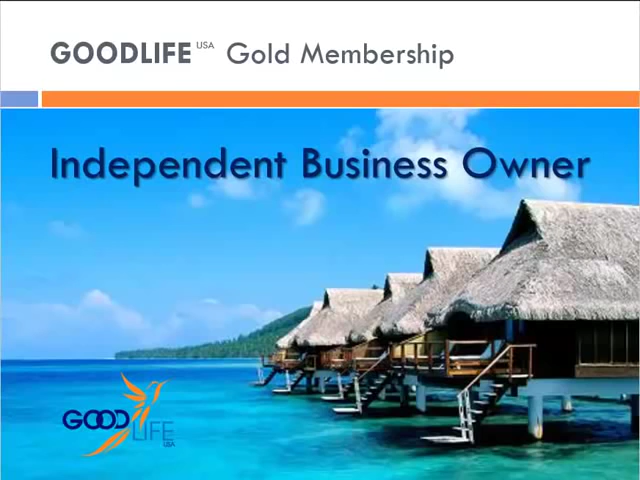 GOODLIFE USA Gold Membership
Independent Business Owner
GOOD
LIFE
USA